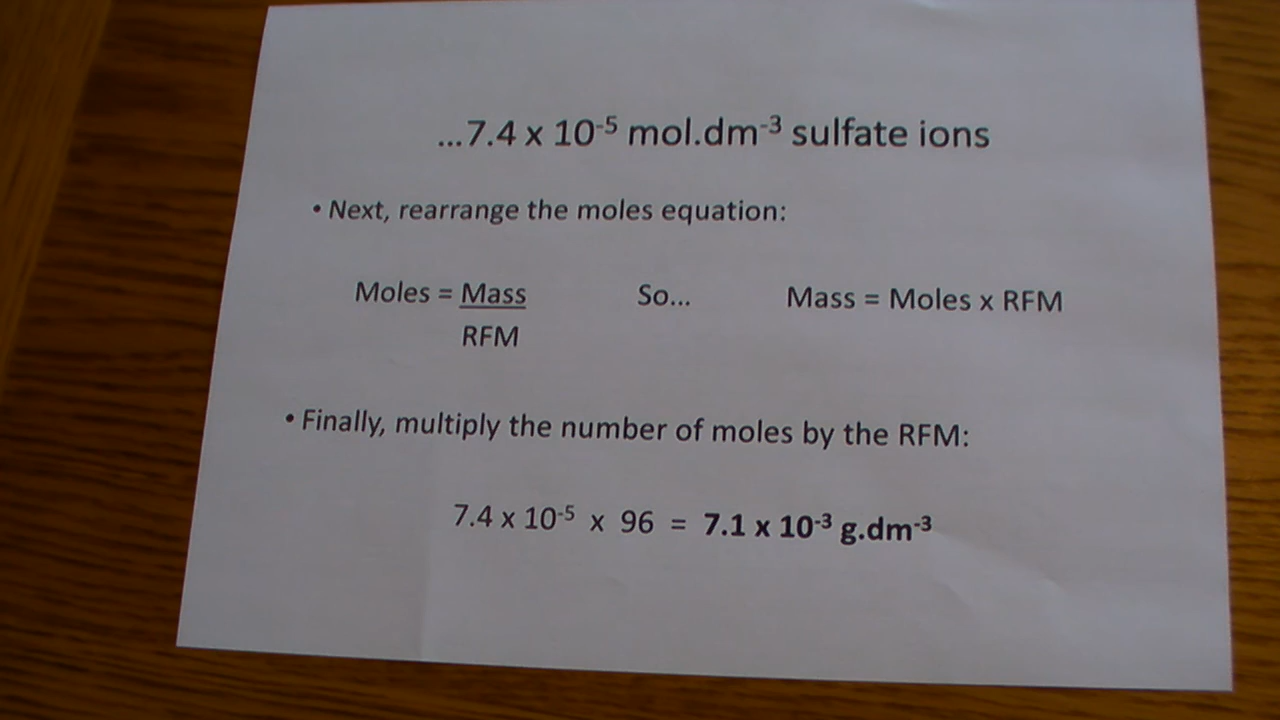 ...7.4 x 10⁻⁵ mol.dm⁻³ sulfate ions
• Next, rearrange the moles equation:
Moles = Mass So... Mass = Moles x RFM
RFM
• Finally, multiply the number of moles by the RFM:
7.4 x 10⁻⁵ x 96 = 7.1 x 10⁻³ g.dm⁻³